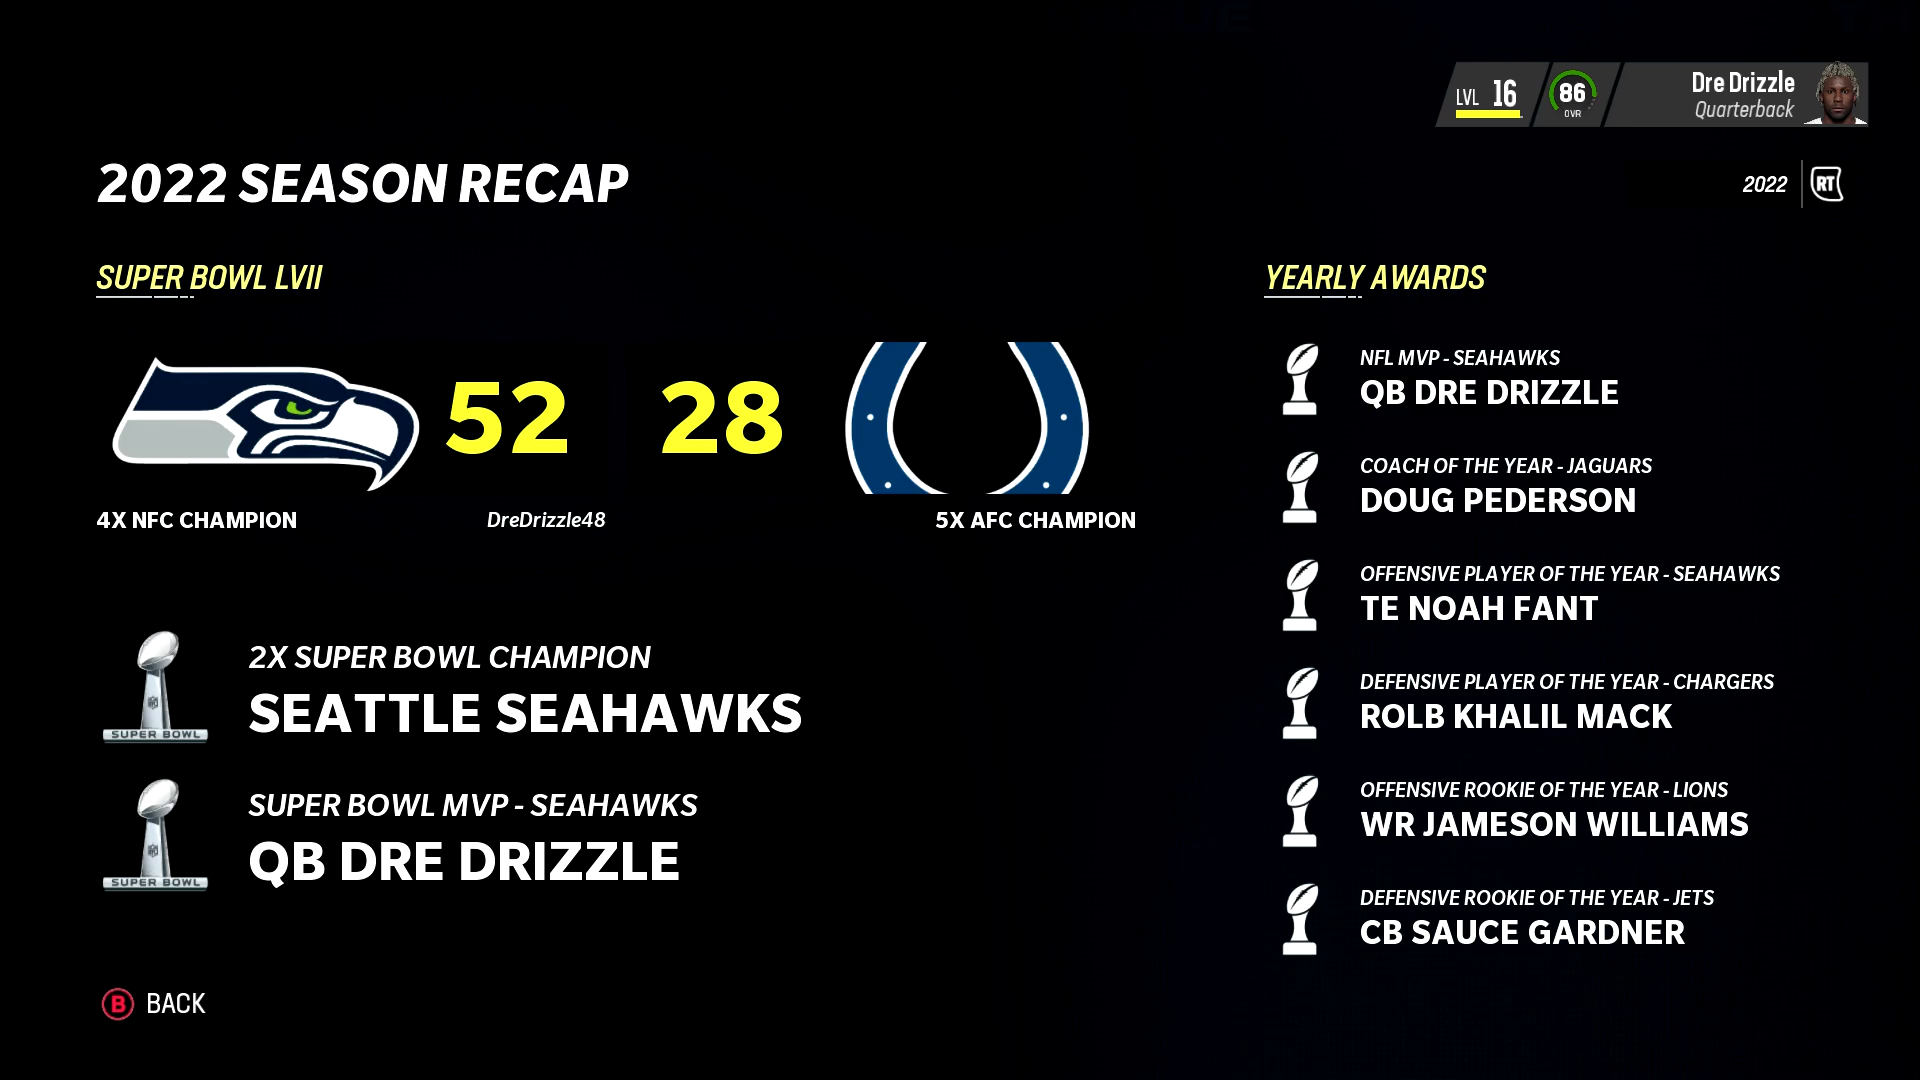 LVL 16
86
OVR
Dre Drizzle
Quarterback
2022 SEASON RECAP
2022
RT
SUPER BOWL LVII
52 28
4X NFC CHAMPION
DreDrizzle48
5X AFC CHAMPION
SUPER BOWL
2X SUPER BOWL CHAMPION
SEATTLE SEAHAWKS
SUPER BOWL
SUPER BOWL MVP - SEAHAWKS
QB DRE DRIZZLE
YEARLY AWARDS
NFL MVP - SEAHAWKS
QB DRE DRIZZLE
COACH OF THE YEAR - JAGUARS
DOUG PEDERSON
OFFENSIVE PLAYER OF THE YEAR - SEAHAWKS
TE NOAH FANT
DEFENSIVE PLAYER OF THE YEAR - CHARGERS
ROLB KHALIL MACK
OFFENSIVE ROOKIE OF THE YEAR - LIONS
WR JAMESON WILLIAMS
DEFENSIVE ROOKIE OF THE YEAR - JETS
CB SAUCE GARDNER
B BACK